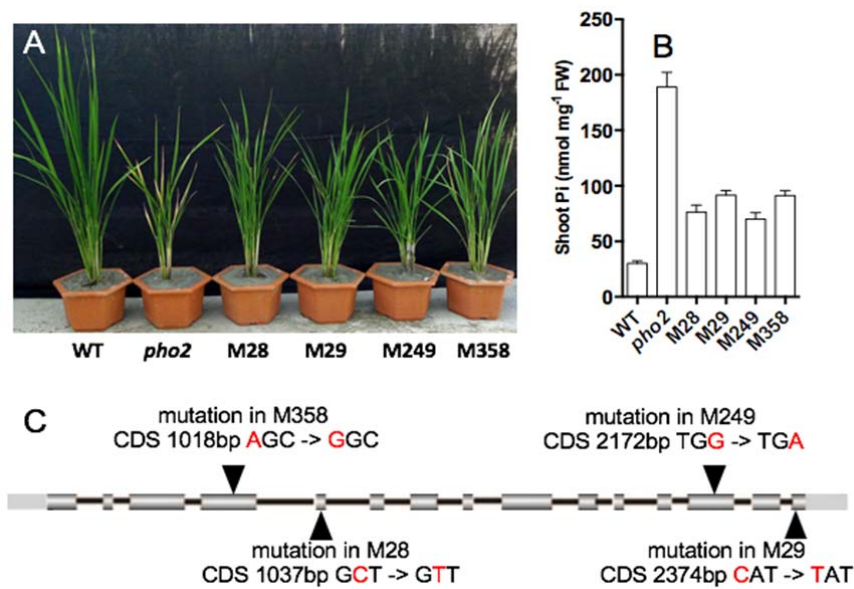 A
WT pho2 M28 M29 M249 M358
B
Shoot Pi (nmol mg⁻¹ FW)
250
200
150
100
50
0
WT pho2 M28 M29 M249 M358
C
mutation in M358
CDS 1018bp AGC -> GGC
mutation in M249
CDS 2172bp TGG -> TGA
mutation in M28
CDS 1037bp GCT -> GTT
mutation in M29
CDS 2374bp CAT -> TAT